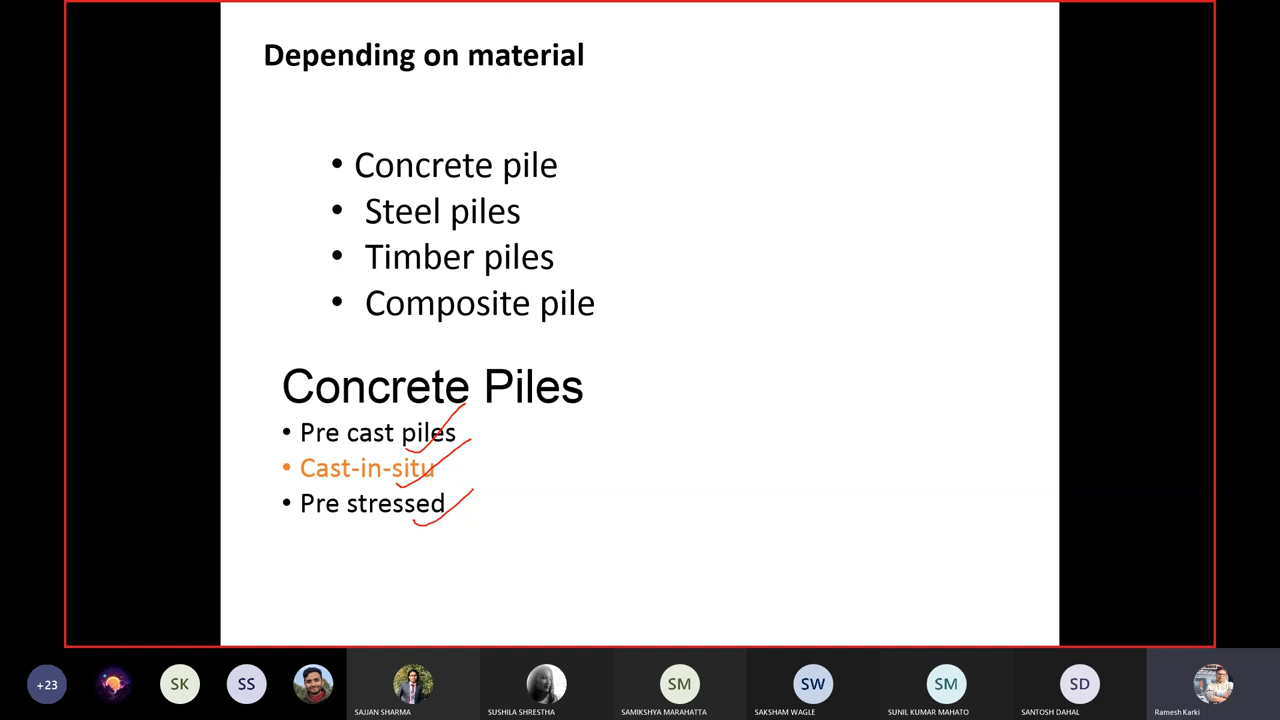 Depending on material
• Concrete pile
• Steel piles
• Timber piles
• Composite pile
Concrete Piles
• Pre cast piles
• Cast-in-situ
• Pre stressed
+23
SK
SS
SM
SW
SM
SD
SAJJAN SHARMA
SUSHILA SHRESTHA
SAMIKSHYA MARAHATTA
SAKSHAM WAGLE
SUNIL KUMAR MAHATO
SANTOSH DAHAL
Ramesh Karki